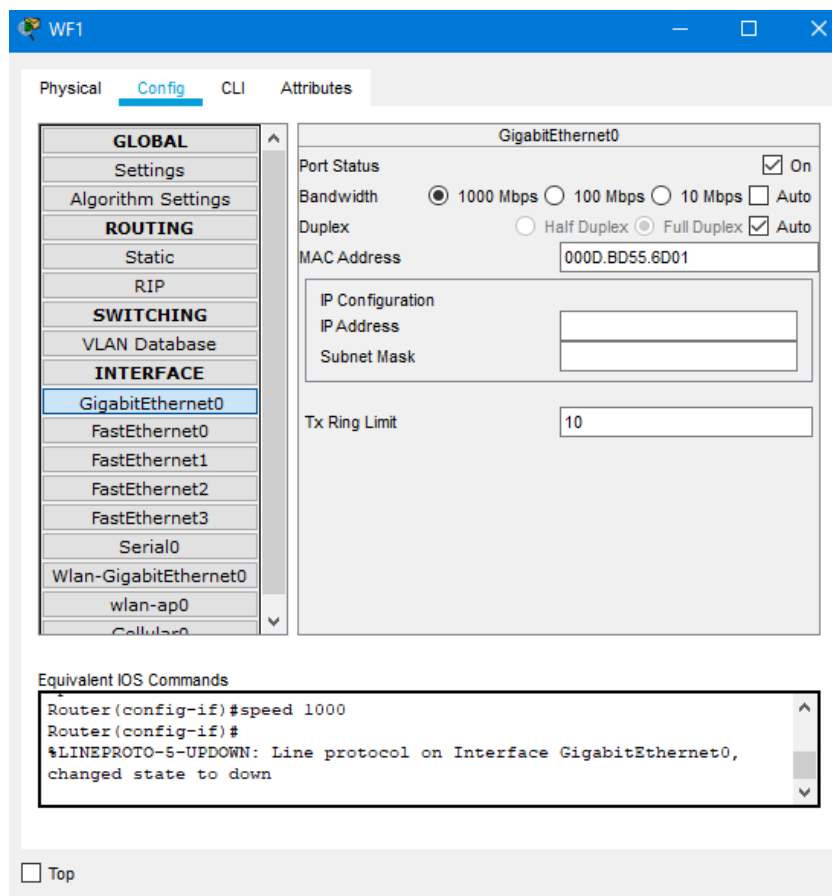 WF1
Physical Config CLI Attributes
GLOBAL
Settings
Algorithm Settings
ROUTING
Static
RIP
SWITCHING
VLAN Database
INTERFACE
GigabitEthernet0
FastEthernet0
FastEthernet1
FastEthernet2
FastEthernet3
Serial0
Wlan-GigabitEthernet0
wlan-ap0
Cellular0
GigabitEthernet0
Port Status On
Bandwidth 1000 Mbps 100 Mbps 10 Mbps Auto
Duplex Half Duplex Full Duplex Auto
MAC Address 000D.BD55.6D01
IP Configuration
IP Address
Subnet Mask
Tx Ring Limit 10
Equivalent IOS Commands
Router(config-if)#speed 1000
Router(config-if)#
%LINEPROTO-5-UPDOWN: Line protocol on Interface GigabitEthernet0,
changed state to down
Top